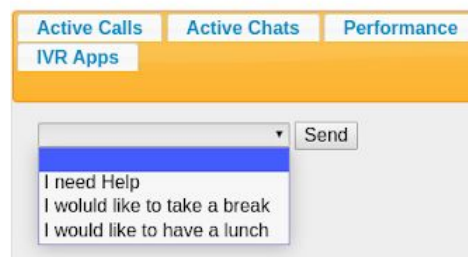 Active Calls Active Chats Performance
IVR Apps
Send
I need Help
I woluld like to take a break
I would like to have a lunch